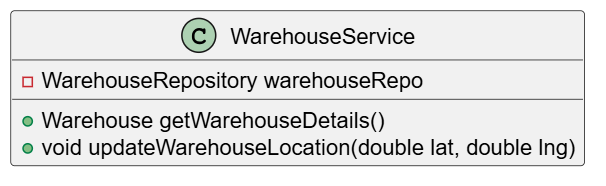 C WarehouseService
WarehouseRepository warehouseRepo
Warehouse getWarehouseDetails()
void updateWarehouseLocation(double lat, double lng)